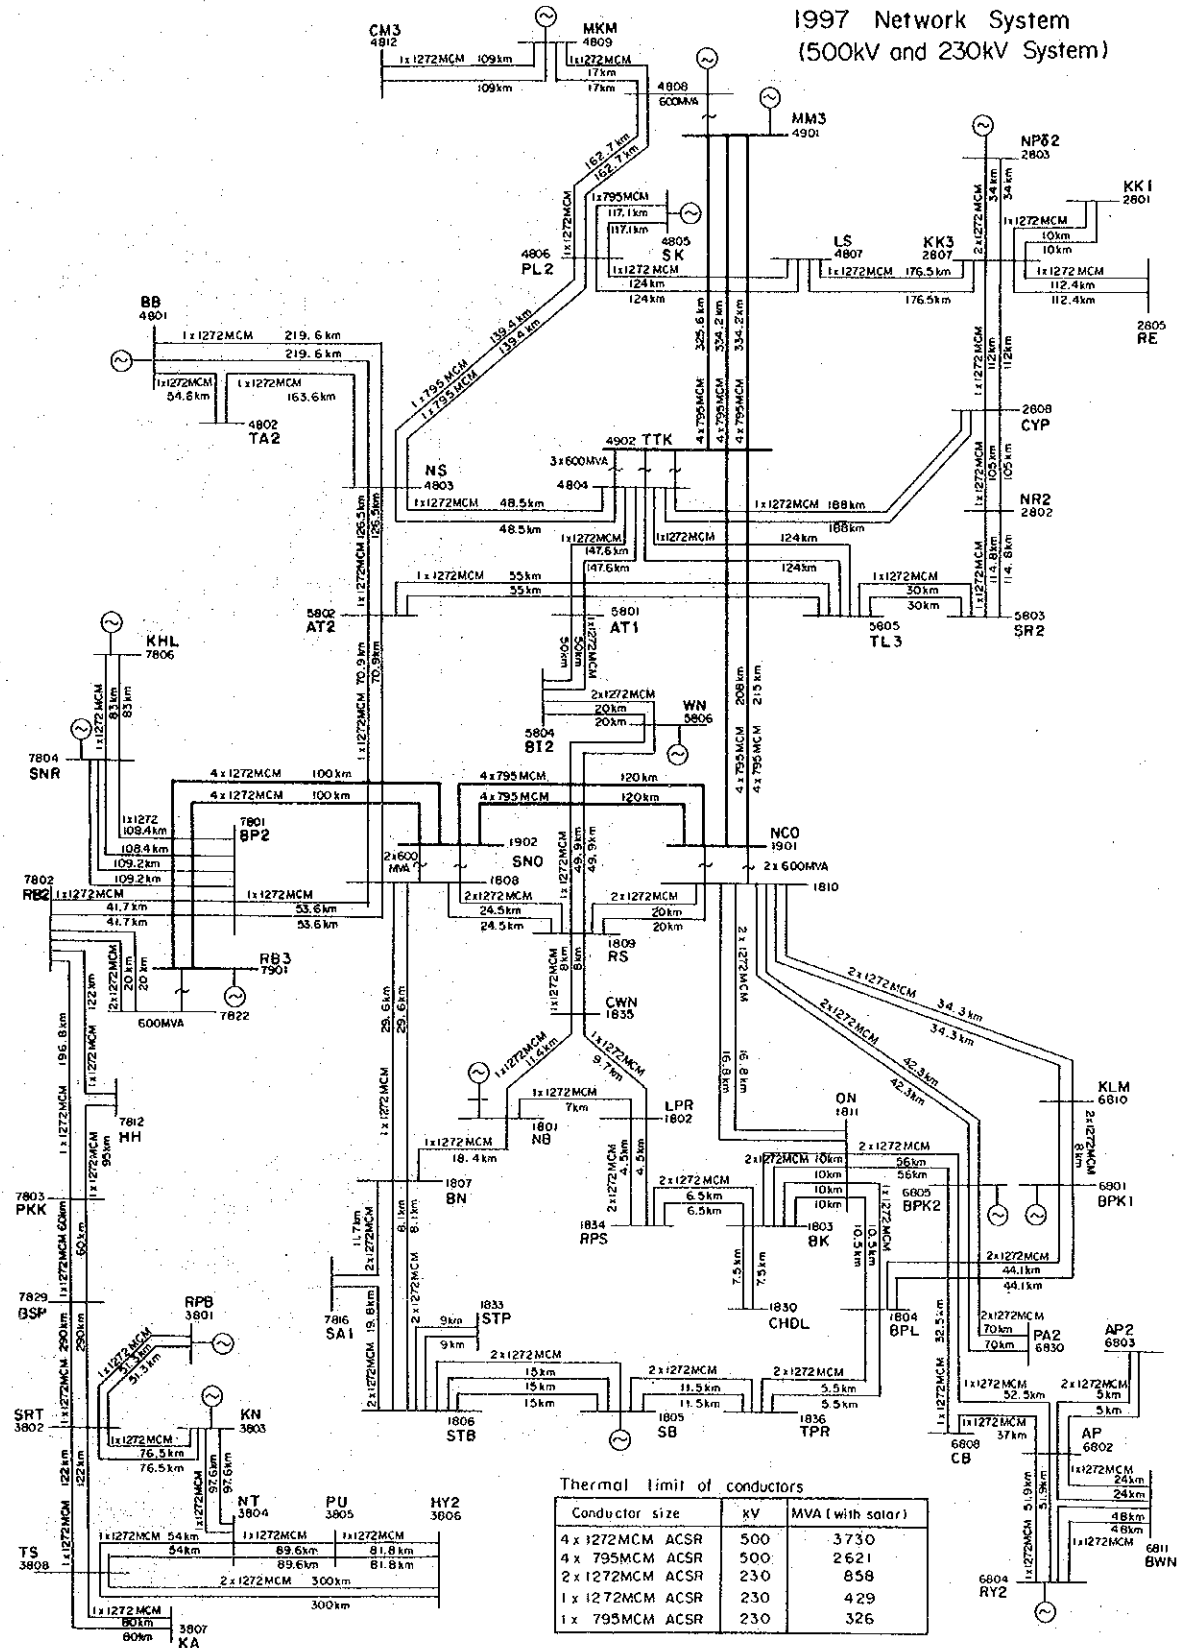 1997 Network System
(500kV and 230kV System)
CM3
4812
1x1272MCM 109km
109km
MKM
4809
1x1272MCM
17km
17km
4808
600MVA
MM3
4901
162.7km
162.7km
1x1272MCM
1x795MCM
117.1km
117.1km
4805
SK
4806
PL2
1x1272MCM
124km
124km
LS
4807
1x1272MCM 176.5km
176.5km
KK3
2807
NPδ2
2803
34km
34km
2x1272MCM
KK1
2801
1x1272MCM
10km
10km
1x1272MCM
112.4km
112.4km
2805
RE
BB
4801
1x1272MCM 219.6km
219.6km
1x1272MCM
54.6km
1x1272MCM
163.6km
4802
TA2
139.4km
139.4km
1x795MCM
1x795MCM
325.6km
334.2km
334.2km
4x795MCM
4x795MCM
4x795MCM
1x1272MCM
112km
112km
2608
CYP
4902 TTK
3x600MVA
4804
NS
4803
1x1272MCM 48.5km
48.5km
1x1272MCM 188km
188km
1x1272MCM
105km
105km
NR2
2802
1x1272MCM
147.6km
147.6km
1x1272MCM 124km
124km
1x1272MCM
114.8km
114.8km
1x1272MCM 126.5km
126.5km
1x1272MCM 55km
55km
1x1272MCM
30km
30km
5802
AT2
5801
AT1
5805
TL3
5803
SR2
KHL
7806
1x1272MCM
83km
83km
1x1272MCM 70.9km
70.9km
50km
50km
1x1272MCM
2x1272MCM
20km
20km
WN
5806
5804
BI2
208km
215km
4x795MCM
4x795MCM
7804
SNR
4x1272MCM 100km
4x1272MCM 100km
4x795MCM 120km
4x795MCM 120km
1x1272
108.4km
108.4km
109.2km
109.2km
7801
BP2
1902
SNO
2x600
MVA
1808
1x1272MCM
49.9km
49.9km
NCO
1901
2x600MVA
1810
7802
RB2
1x1272MCM
41.7km
41.7km
1x1272MCM
53.6km
53.6km
2x1272MCM
24.5km
24.5km
2x1272MCM
20km
20km
1809
RS
2x1272MCM
20km
20km
RB3
7901
600MVA
7822
122km
1x1272MCM
196.8km
1x1272MCM
29.6km
29.6km
1x1272MCM
1x1272MCM
8km
8km
CWN
1835
1x1272MCM
11.4km
1x1272MCM
9.7km
2x1272MCM
16.8km
16.8km
2x1272MCM 34.3km
34.3km
2x1272MCM
42.3km
42.3km
KLM
6810
2x1272MCM
8km
7812
HH
1x1272MCM
95km
1x1272MCM
7km
1801
NB
LPR
1802
2x1272MCM
4.5km
4.5km
ON
1811
1x1272MCM
18.4km
1807
BN
2x1272MCM
6.5km
6.5km
1834
RPS
2x1272MCM 10km
10km
10km
10km
1803
BK
2x1272MCM
56km
56km
6805
BPK2
6801
BPK1
7803
PKK
1x1272MCM 60km
60km
7829
BSP
11.7km
2x1272MCM
8.1km
8.1km
2x1272MCM
7816
SA1
19.8km
2x1272MCM
1833
STP
9km
9km
7.5km
7.5km
1830
CHDL
1x1272MCM
10.5km
10.5km
1804
BPL
2x1272MCM
44.1km
44.1km
2x1272MCM
70km
70km
PA2
6830
AP2
6803
RPB
3801
1x1272MCM
51.3km
51.3km
290km
290km
1x1272MCM
2x1272MCM
15km
15km
15km
2x1272MCM
11.5km
11.5km
2x1272MCM
5.5km
5.5km
1806
STB
1805
SB
1836
TPR
32.5km
1x1272MCM
1x1272MCM
52.5km
1x1272MCM
37km
6808
CB
2x1272MCM
5km
5km
AP
6802
1x1272MCM
24km
24km
48km
48km
1x1272MCM
6811
BWN
51.9km
51.9km
1x1272MCM
6804
RY2
SRT
3802
KN
3803
1x1272MCM
76.5km
76.5km
97.6km
97.6km
1x1272MCM
122km
122km
1x1272MCM
NT
3804
PU
3805
HY2
3806
1x1272MCM 54km
54km
1x1272MCM
89.6km
89.6km
1x1272MCM
81.8km
81.8km
2x1272MCM 300km
300km
TS
3808
1x1272MCM
80km
80km
3807
KA
Thermal limit of conductors
Conductor size kV MVA (with solar)
4x1272MCM ACSR 500 3730
4x 795MCM ACSR 500 2621
2x1272MCM ACSR 230 858
1x1272MCM ACSR 230 429
1x 795MCM ACSR 230 326